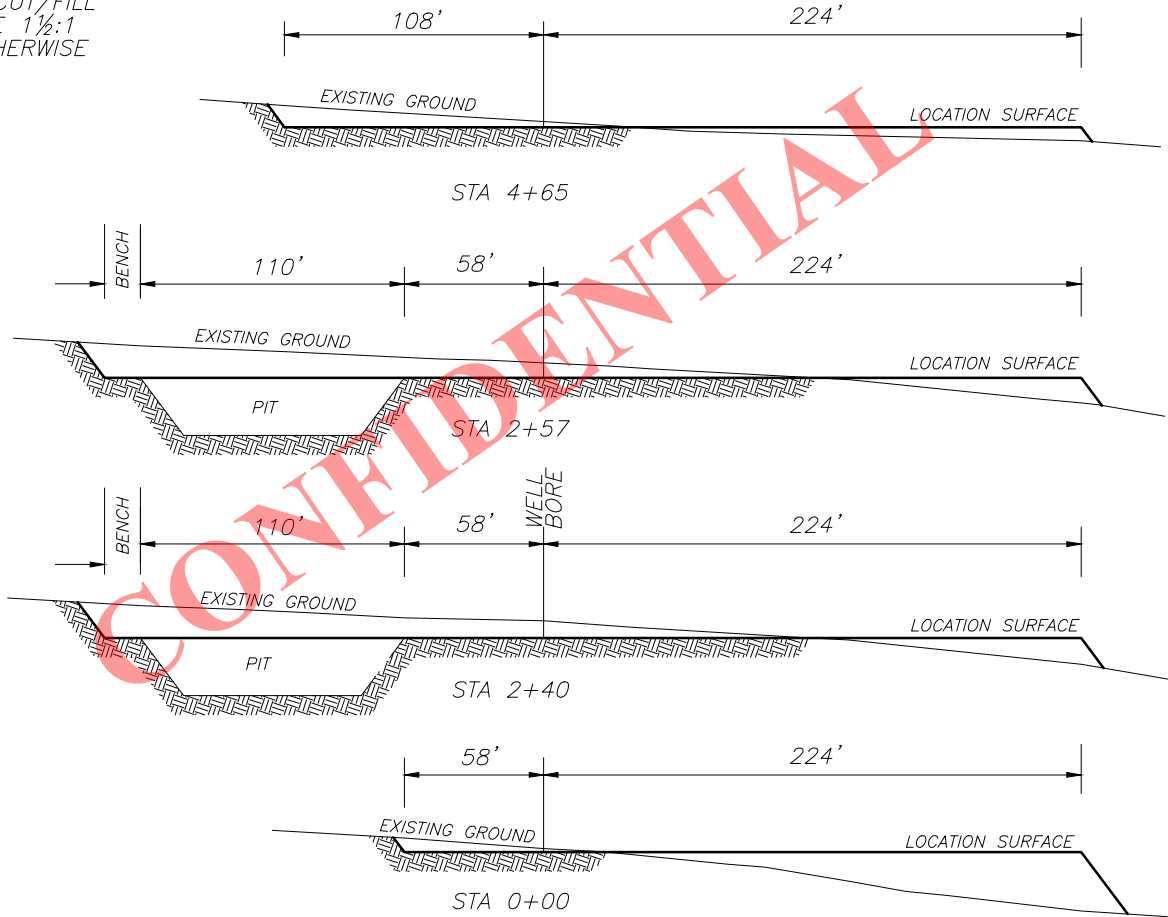 CUT/FILL
1½:1
108'
224'
EXISTING GROUND
LOCATION SURFACE
STA 4+65
BENCH
110'
58'
224'
EXISTING GROUND
LOCATION SURFACE
PIT
STA 2+57
WELL
BORE
BENCH
110'
58'
224'
EXISTING GROUND
LOCATION SURFACE
PIT
STA 2+40
58'
224'
EXISTING GROUND
LOCATION SURFACE
STA 0+00
CONFIDENTIAL